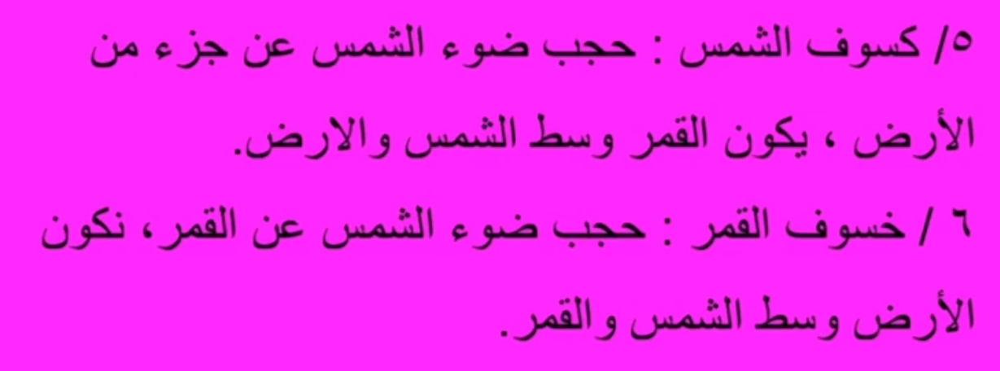 ٥/ كسوف الشمس : حجب ضوء الشمس عن جزء من
الأرض ، يكون القمر وسط الشمس والارض.
٦ / خسوف القمر : حجب ضوء الشمس عن القمر، نكون
الأرض وسط الشمس والقمر.